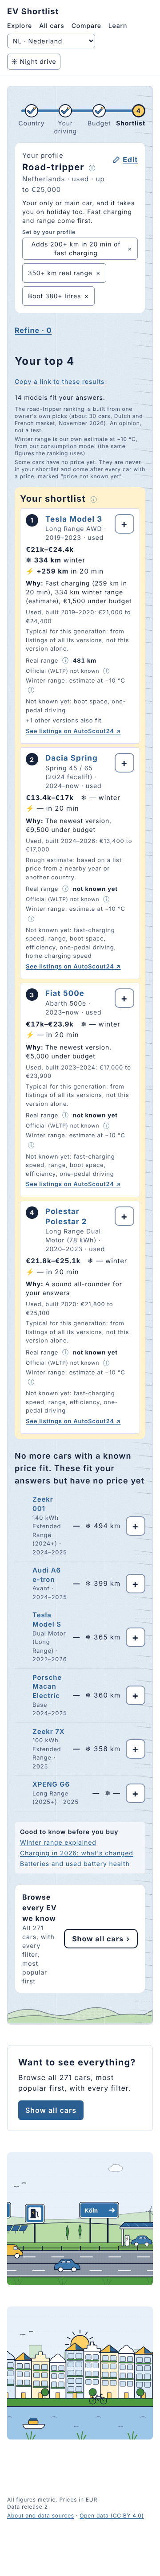 EV Shortlist
Explore All cars Compare Learn
NL · Nederland
☀ Night drive
4
Country Your driving Budget Shortlist
Your profile
Road-tripper ⓘ
Edit
Netherlands · used · up to €25,000
Your only or main car, and it takes you on holiday too. Fast charging and range come first.
Set by your profile
Adds 200+ km in 20 min of fast charging ×
350+ km real range ×
Boot 380+ litres ×
Refine · 0
Your top 4
Copy a link to these results
14 models fit your answers.
The road-tripper ranking is built from one owner's own picks (about 30 cars, Dutch and French market, November 2026). An opinion, not a test.
Winter range is our own estimate at −10 °C, from our consumption model (the same figures the ranking uses).
Some cars have no price yet. They are never in your shortlist and come after every car with a price, marked “price not known yet”.
Your shortlist ⓘ
1
Tesla Model 3
Long Range AWD · 2019–2023 · used
+
€21k–€24.4k
❄ 334 km winter
⚡ +259 km in 20 min
Why: Fast charging (259 km in 20 min), 334 km winter range (estimate), €1,500 under budget
Used, built 2019–2020: €21,000 to €24,400
Typical for this generation: from listings of all its versions, not this version alone.
Real range ⓘ 481 km
Official (WLTP) not known ⓘ
Winter range: estimate at −10 °C ⓘ
Not known yet: boot space, one-pedal driving
+1 other versions also fit
See listings on AutoScout24 ↗
2
Dacia Spring
Spring 45 / 65 (2024 facelift) · 2024–now · used
+
€13.4k–€17k ❄ — winter
⚡ — in 20 min
Why: The newest version, €9,500 under budget
Used, built 2024–2026: €13,400 to €17,000
Rough estimate: based on a list price from a nearby year or another country.
Real range ⓘ not known yet
Official (WLTP) not known ⓘ
Winter range: estimate at −10 °C ⓘ
Not known yet: fast-charging speed, range, boot space, efficiency, one-pedal driving, home charging speed
See listings on AutoScout24 ↗
3
Fiat 500e
Abarth 500e · 2023–now · used
+
€17k–€23.9k ❄ — winter
⚡ — in 20 min
Why: The newest version, €5,000 under budget
Used, built 2023–2024: €17,000 to €23,900
Typical for this generation: from listings of all its versions, not this version alone.
Real range ⓘ not known yet
Official (WLTP) not known ⓘ
Winter range: estimate at −10 °C ⓘ
Not known yet: fast-charging speed, range, boot space, efficiency, one-pedal driving
See listings on AutoScout24 ↗
4
Polestar Polestar 2
Long Range Dual Motor (78 kWh) · 2020–2023 · used
+
€21.8k–€25.1k ❄ — winter
⚡ — in 20 min
Why: A sound all-rounder for your answers
Used, built 2020: €21,800 to €25,100
Typical for this generation: from listings of all its versions, not this version alone.
Real range ⓘ not known yet
Official (WLTP) not known ⓘ
Winter range: estimate at −10 °C ⓘ
Not known yet: fast-charging speed, range, efficiency, one-pedal driving
See listings on AutoScout24 ↗
No more cars with a known price fit. These fit your answers but have no price yet
Zeekr 001
140 kWh Extended Range (2024+) · 2024–2025
— ❄ 494 km +
Audi A6 e-tron
Avant · 2024–2025
— ❄ 399 km +
Tesla Model S
Dual Motor (Long Range) · 2022–2026
— ❄ 365 km +
Porsche Macan Electric
Base · 2024–2025
— ❄ 360 km +
Zeekr 7X
100 kWh Extended Range · 2025
— ❄ 358 km +
XPENG G6
Long Range (2025+) · 2025
— ❄ — +
Good to know before you buy
Winter range explained
Charging in 2026: what's changed
Batteries and used battery health
Browse every EV we know
All 271 cars, with every filter, most popular first
Show all cars ›
Want to see everything?
Browse all 271 cars, most popular first, with every filter.
Show all cars
Köln →
All figures metric. Prices in EUR.
Data release 2
About and data sources · Open data (CC BY 4.0)